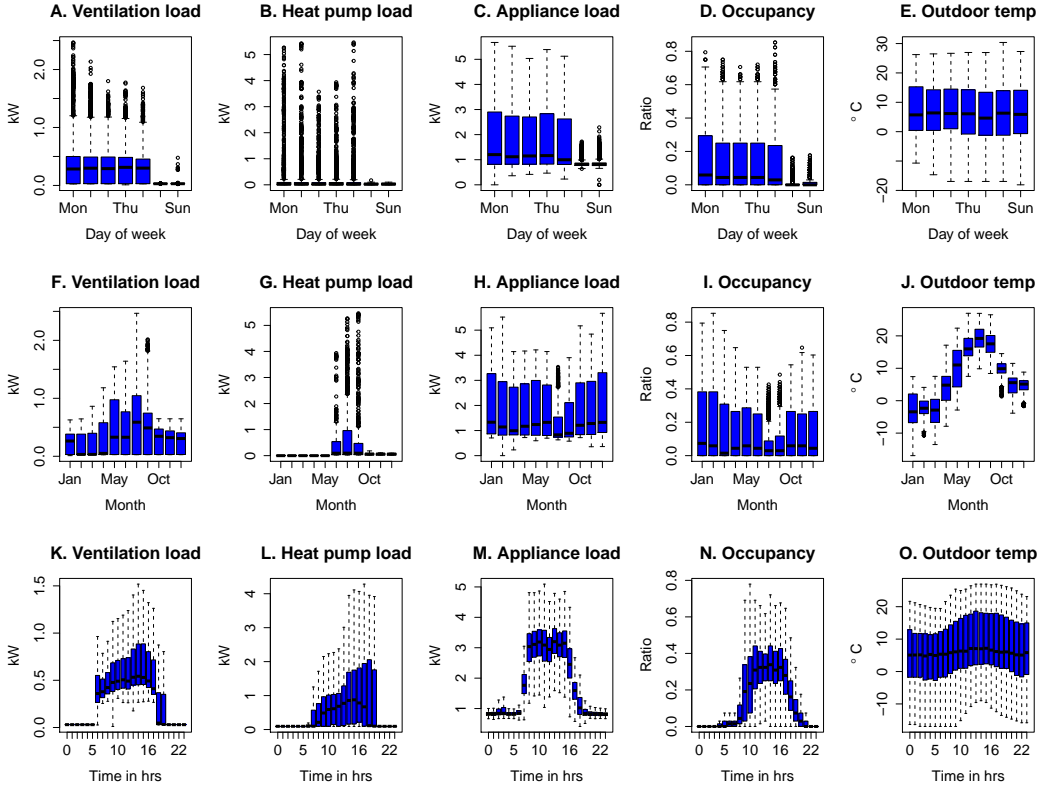 A. Ventilation load
B. Heat pump load
C. Appliance load
D. Occupancy
E. Outdoor temp
kW
0.0 1.0 2.0
Mon Thu Sun
Day of week
kW
0 1 2 3 4 5
Mon Thu Sun
Day of week
kW
0 1 2 3 4 5
Mon Thu Sun
Day of week
Ratio
0.0 0.2 0.4 0.6 0.8
Mon Thu Sun
Day of week
° C
−20 0 10 20 30
Mon Thu Sun
Day of week
F. Ventilation load
G. Heat pump load
H. Appliance load
I. Occupancy
J. Outdoor temp
kW
0.0 1.0 2.0
Jan May Oct
Month
kW
0 1 2 3 4 5
Jan May Oct
Month
kW
0 1 2 3 4 5
Jan May Oct
Month
Ratio
0.0 0.2 0.4 0.6 0.8
Jan May Oct
Month
° C
−10 0 10 20
Jan May Oct
Month
K. Ventilation load
L. Heat pump load
M. Appliance load
N. Occupancy
O. Outdoor temp
kW
0.0 0.5 1.0 1.5
0 5 10 16 22
Time in hrs
kW
0 1 2 3 4
0 5 10 16 22
Time in hrs
kW
1 2 3 4 5
0 5 10 16 22
Time in hrs
Ratio
0.0 0.2 0.4 0.6 0.8
0 5 10 16 22
Time in hrs
° C
−10 0 10 20
0 5 10 16 22
Time in hrs